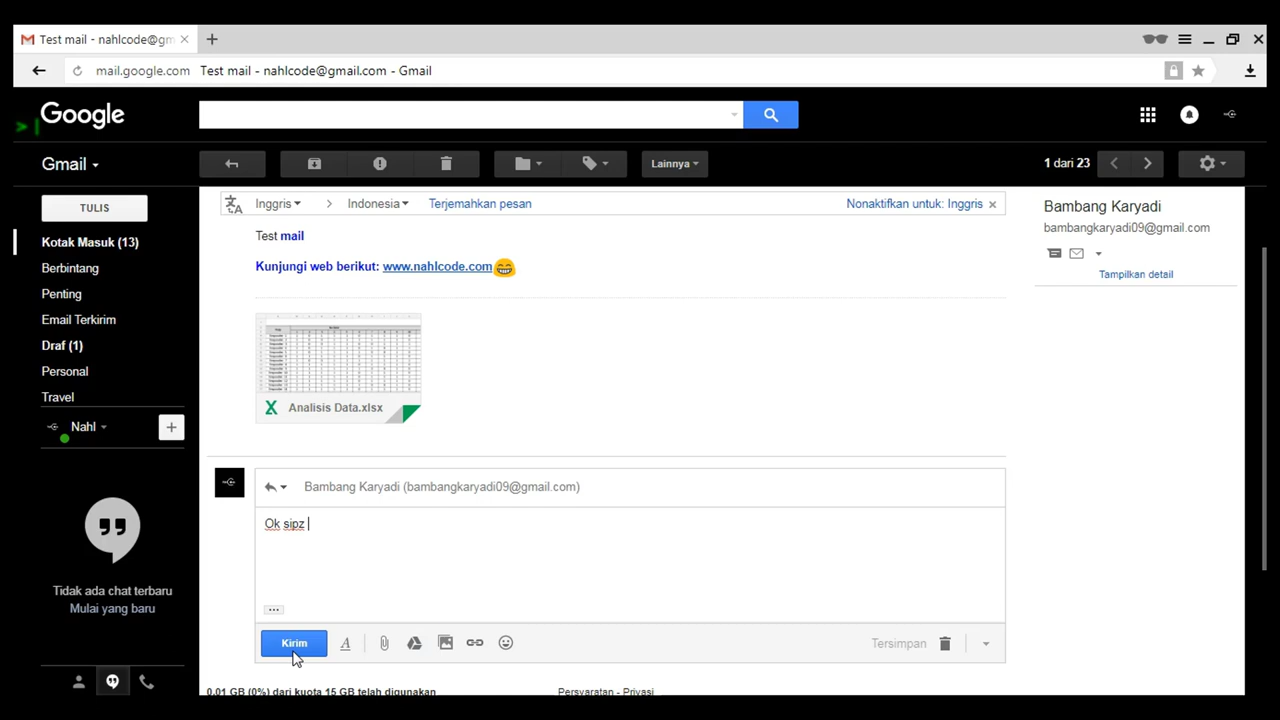 Test mail - nahlcode@gm
mail.google.com Test mail - nahlcode@gmail.com - Gmail
Google
Gmail
Lainnya
1 dari 23
TULIS
Kotak Masuk (13)
Berbintang
Penting
Email Terkirim
Draf (1)
Personal
Travel
Nahl
Tidak ada chat terbaru
Mulai yang baru
Inggris > Indonesia Terjemahkan pesan Nonaktifkan untuk: Inggris
Test mail
Kunjungi web berikut: www.nahlcode.com
Analisis Data.xlsx
Bambang Karyadi (bambangkaryadi09@gmail.com)
Ok sipz
Kirim
Tersimpan
0,01 GB (0%) dari kuota 15 GB telah digunakan
Persyaratan - Privasi
Bambang Karyadi
bambangkaryadi09@gmail.com
Tampilkan detail